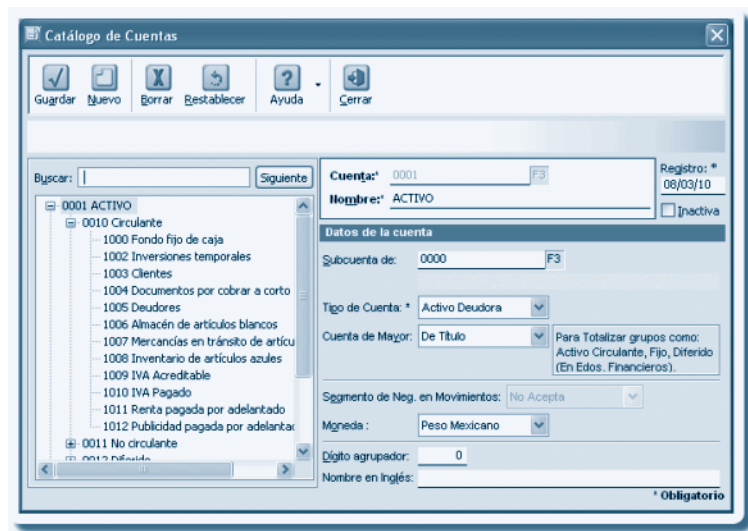 Catálogo de Cuentas
Guardar Nuevo Borrar Restablecer Ayuda Cerrar
Buscar: Siguiente
0001 ACTIVO
0010 Circulante
1000 Fondo fijo de caja
1002 Inversiones temporales
1003 Clientes
1004 Documentos por cobrar a corto
1005 Deudores
1006 Almacén de artículos blancos
1007 Mercancías en tránsito de artícu
1008 Inventario de artículos azules
1009 IVA Acreditable
1010 IVA Pagado
1011 Renta pagada por adelantado
1012 Publicidad pagada por adelantac
0011 No circulante
0012 Diferido
Cuenta:* 0001 F3
Nombre:* ACTIVO
Registro: *
08/03/10
Inactiva
Datos de la cuenta
Subcuenta de: 0000 F3
Tipo de Cuenta: * Activo Deudora
Cuenta de Mayor: De Título
Para Totalizar grupos como:
Activo Circulante, Fijo, Diferido
(En Edos. Financieros).
Segmento de Neg. en Movimientos: No Acepta
Moneda : Peso Mexicano
Dígito agrupador: 0
Nombre en Inglés:
* Obligatorio